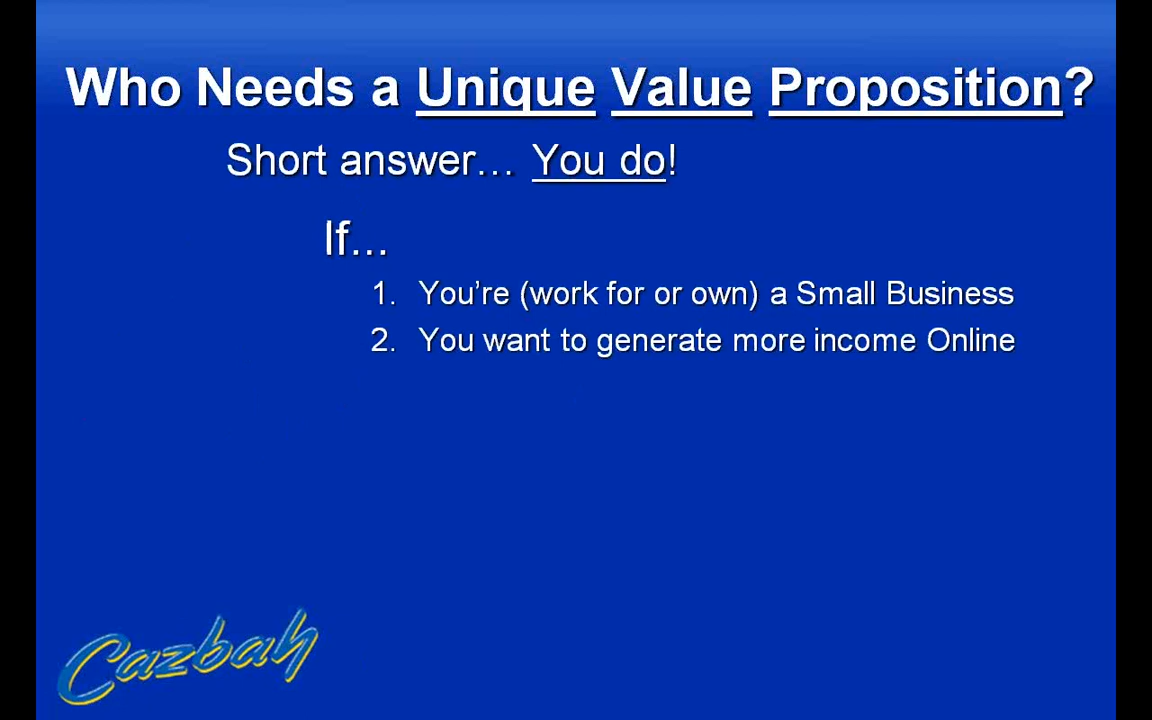 Who Needs a Unique Value Proposition?
Short answer... You do!
If...
1. You're (work for or own) a Small Business
2. You want to generate more income Online
Cazbah